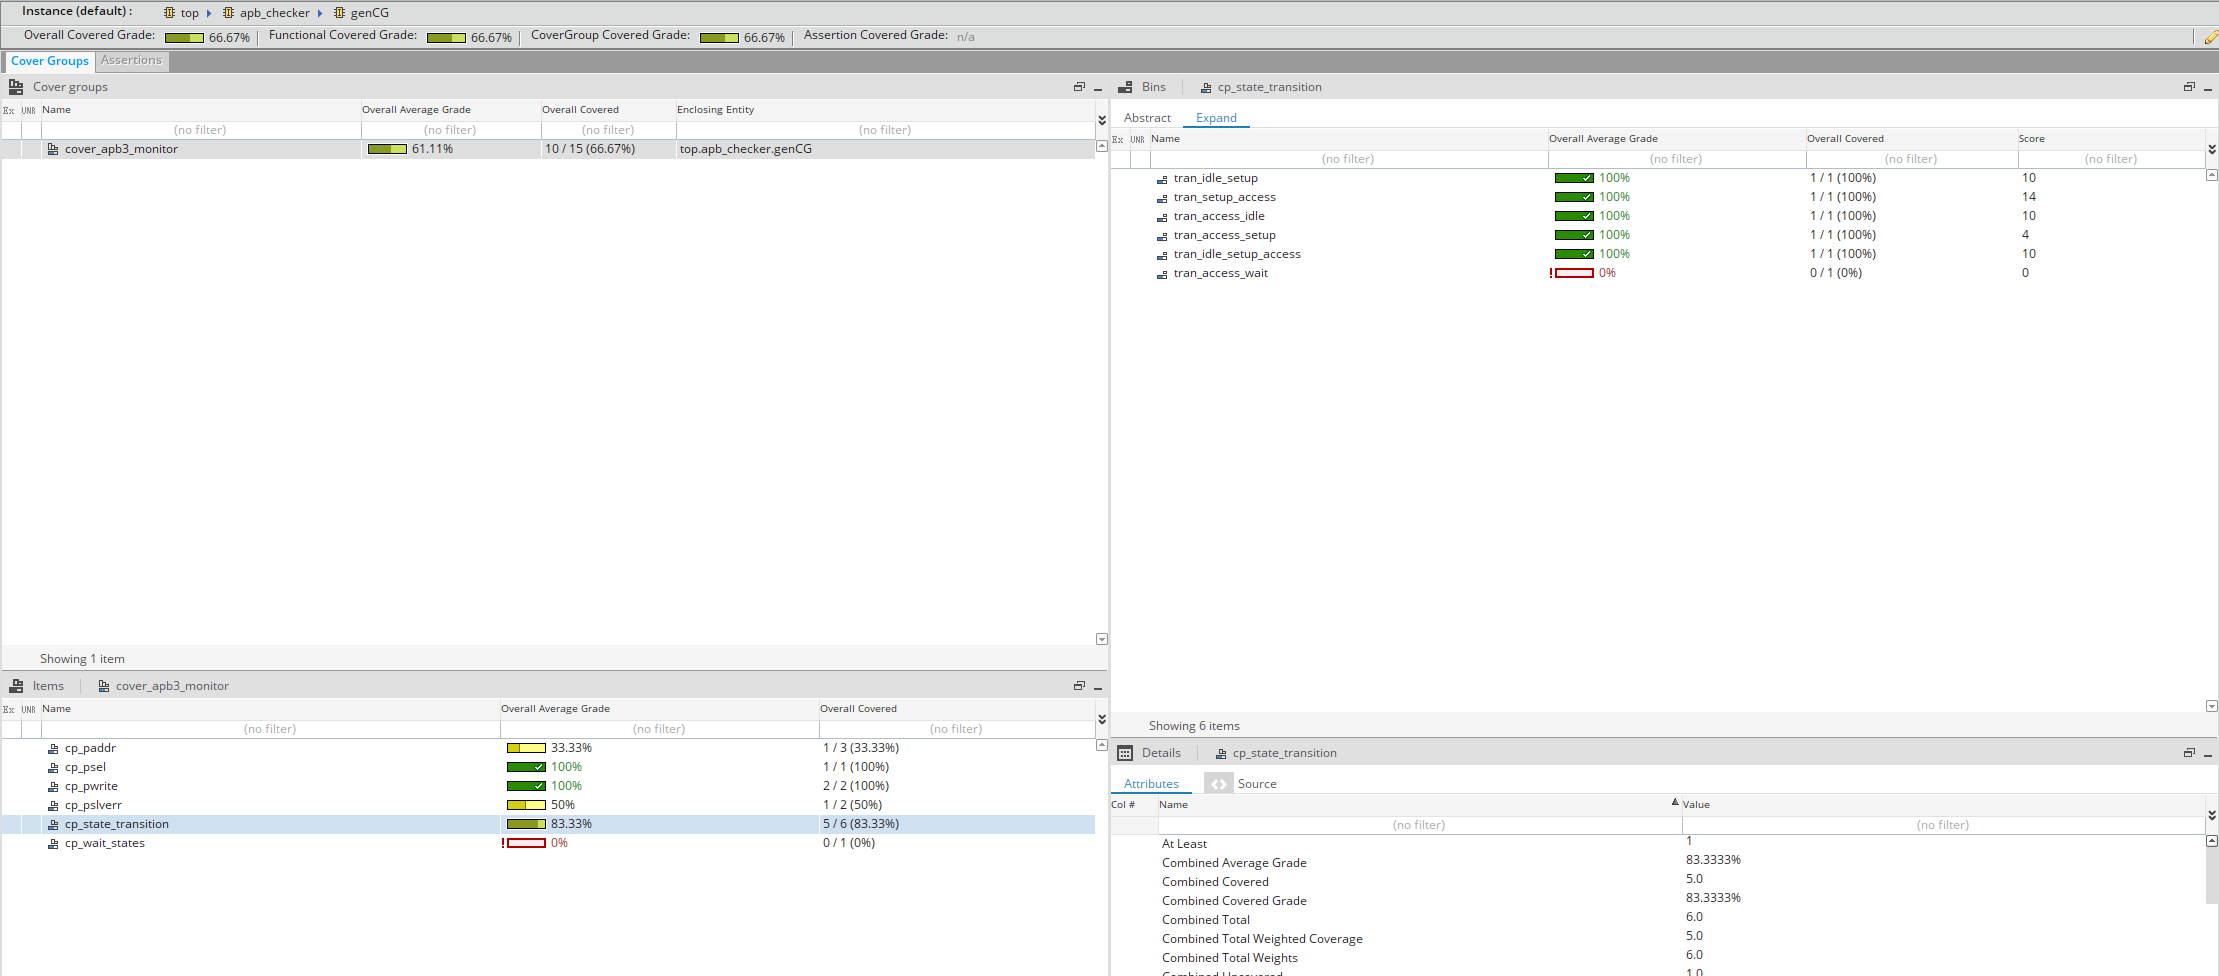 Instance (default) : top apb_checker genCG
Overall Covered Grade: 66.67% Functional Covered Grade: 66.67% CoverGroup Covered Grade: 66.67% Assertion Covered Grade: n/a
Cover Groups Assertions
Cover groups
Ex UNR Name Overall Average Grade Overall Covered Enclosing Entity
(no filter) (no filter) (no filter) (no filter)
cover_apb3_monitor 61.11% 10 / 15 (66.67%) top.apb_checker.genCG
Showing 1 item
Items cover_apb3_monitor
Ex UNR Name Overall Average Grade Overall Covered
(no filter) (no filter) (no filter)
cp_paddr 33.33% 1 / 3 (33.33%)
cp_psel 100% 1 / 1 (100%)
cp_pwrite 100% 2 / 2 (100%)
cp_pslverr 50% 1 / 2 (50%)
cp_state_transition 83.33% 5 / 6 (83.33%)
cp_wait_states 0% 0 / 1 (0%)
Bins cp_state_transition
Abstract Expand
Ex UNR Name Overall Average Grade Overall Covered Score
(no filter) (no filter) (no filter) (no filter)
tran_idle_setup 100% 1 / 1 (100%) 10
tran_setup_access 100% 1 / 1 (100%) 14
tran_access_idle 100% 1 / 1 (100%) 10
tran_access_setup 100% 1 / 1 (100%) 4
tran_idle_setup_access 100% 1 / 1 (100%) 10
tran_access_wait 0% 0 / 1 (0%) 0
Showing 6 items
Details cp_state_transition
Attributes Source
Col # Name Value
(no filter) (no filter)
At Least 1
Combined Average Grade 83.3333%
Combined Covered 5.0
Combined Covered Grade 83.3333%
Combined Total 6.0
Combined Total Weighted Coverage 5.0
Combined Total Weights 6.0
Combined Uncovered 1.0